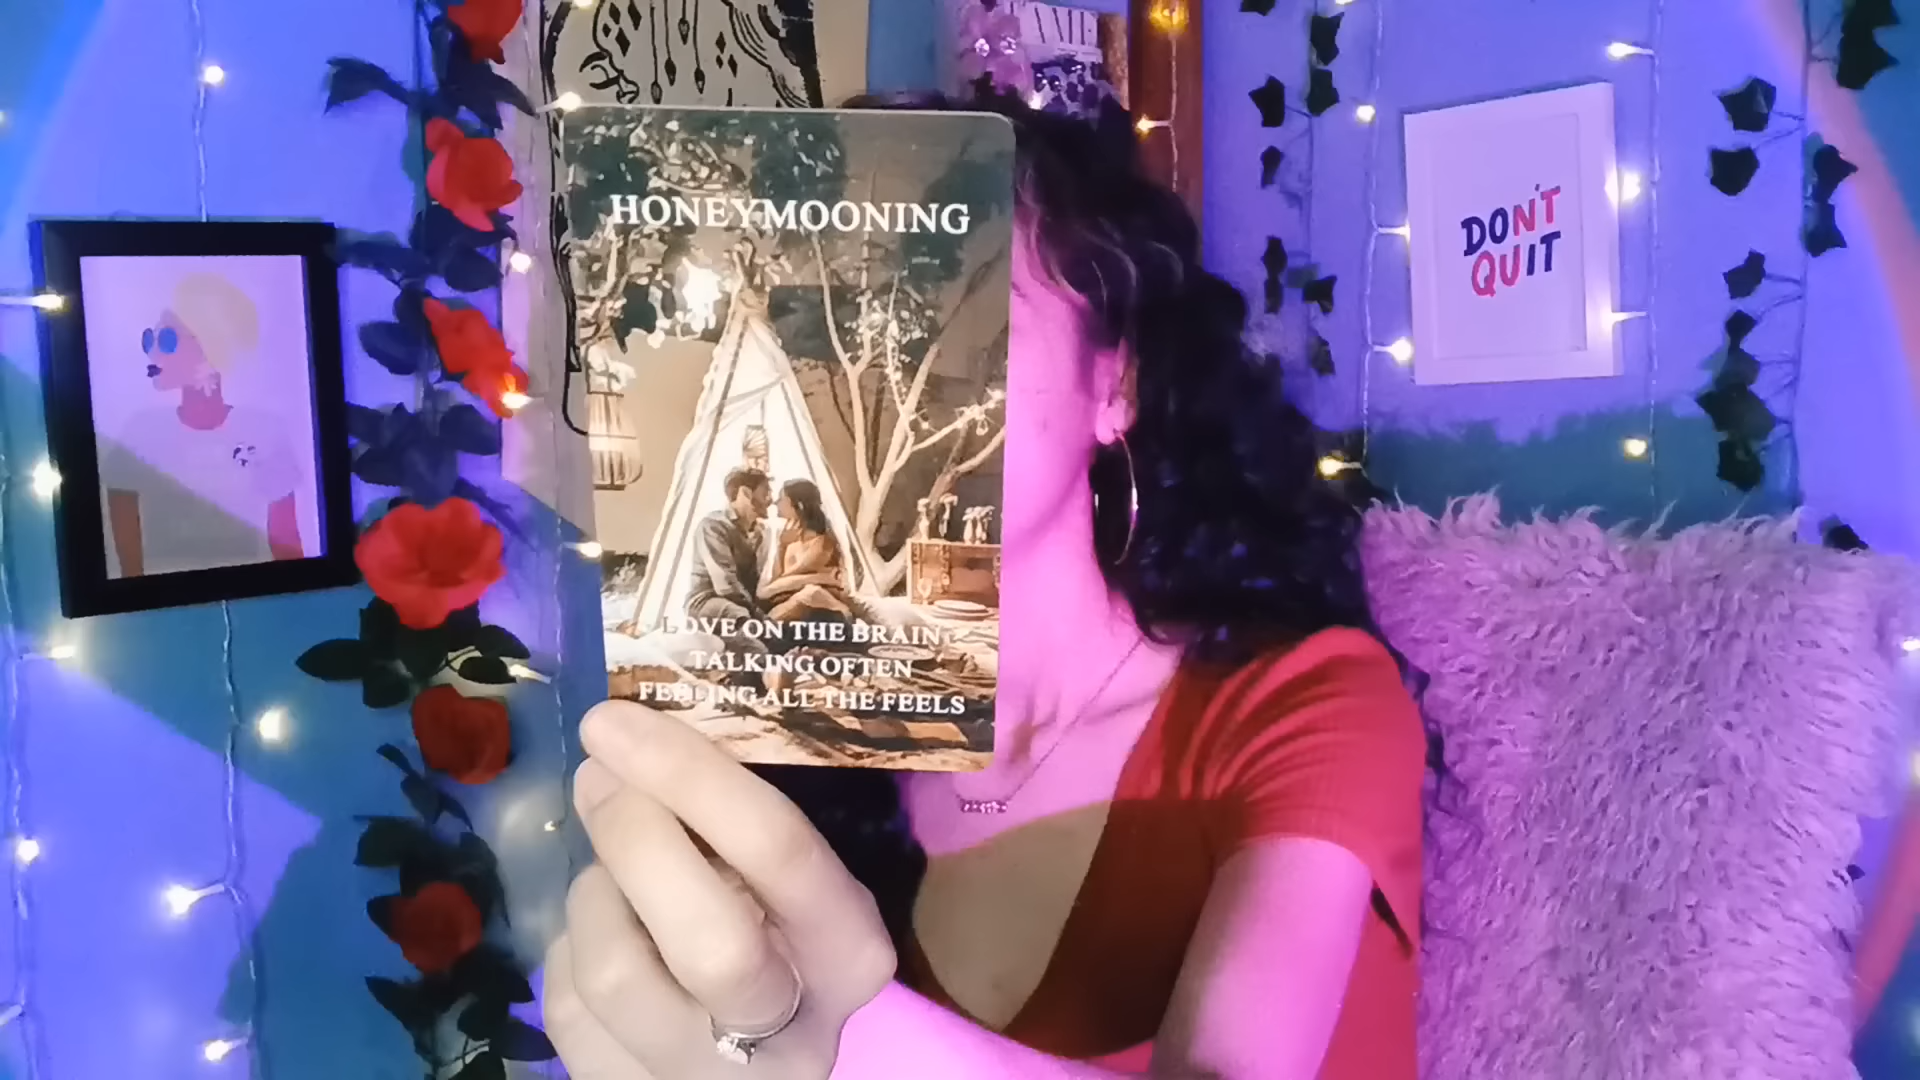 HONEYMOONING
LOVE ON THE BRAIN
TALKING OFTEN
FEELING ALL THE FEELS
DON'T
QUIT